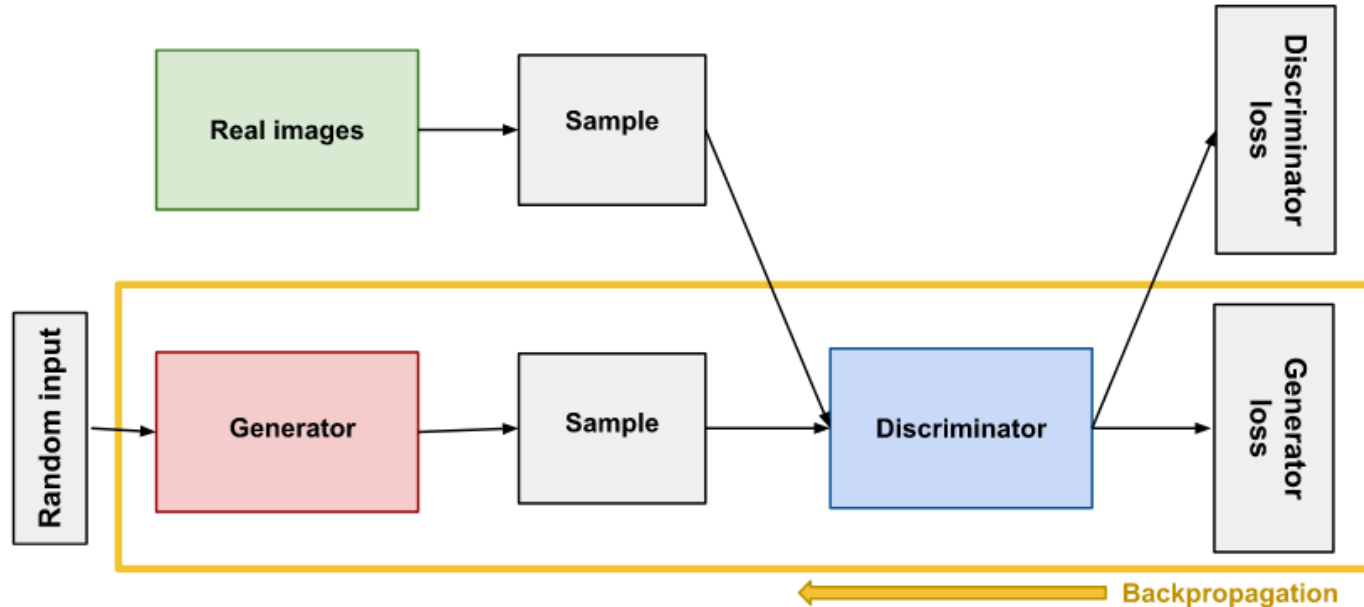 Real images
Sample
Discriminator
loss
Random input
Generator
Sample
Discriminator
Generator
loss
Backpropagation